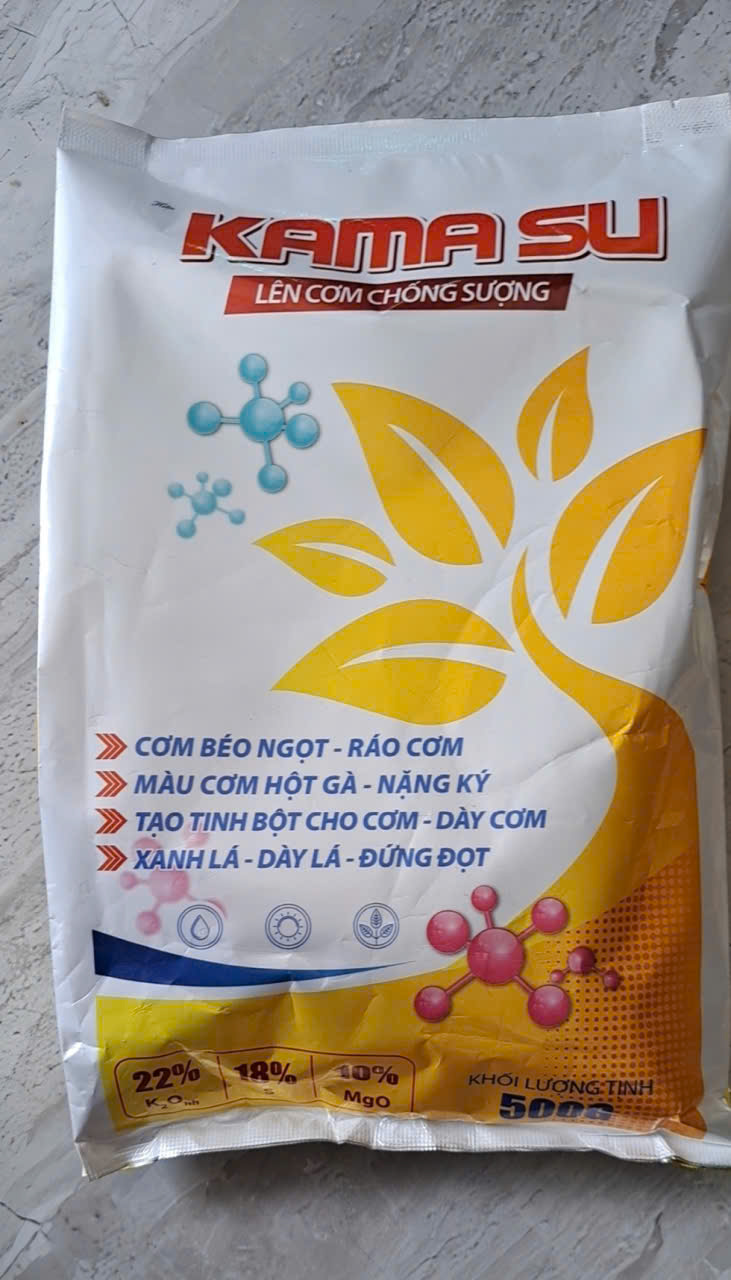 KAMA SU
LÊN CƠM CHỐNG SƯỢNG
CƠM BÉO NGỌT - RÁO CƠM
MÀU CƠM HỘT GÀ - NẶNG KÝ
TẠO TINH BỘT CHO CƠM - DÀY CƠM
XANH LÁ - DÀY LÁ - ĐỨNG ĐỌT
22% 18% 10%
K₂Ohh S MgO
KHỐI LƯỢNG TỊNH
500G